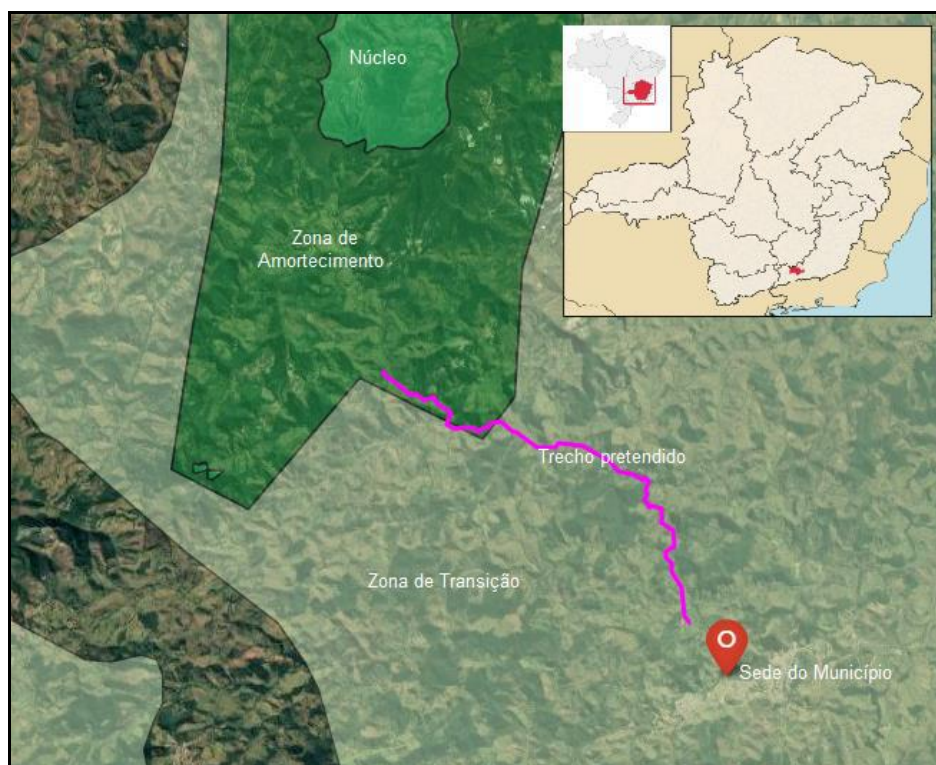 Núcleo
Zona de
Amortecimento
Trecho pretendido
Zona de Transição
Sede do Município